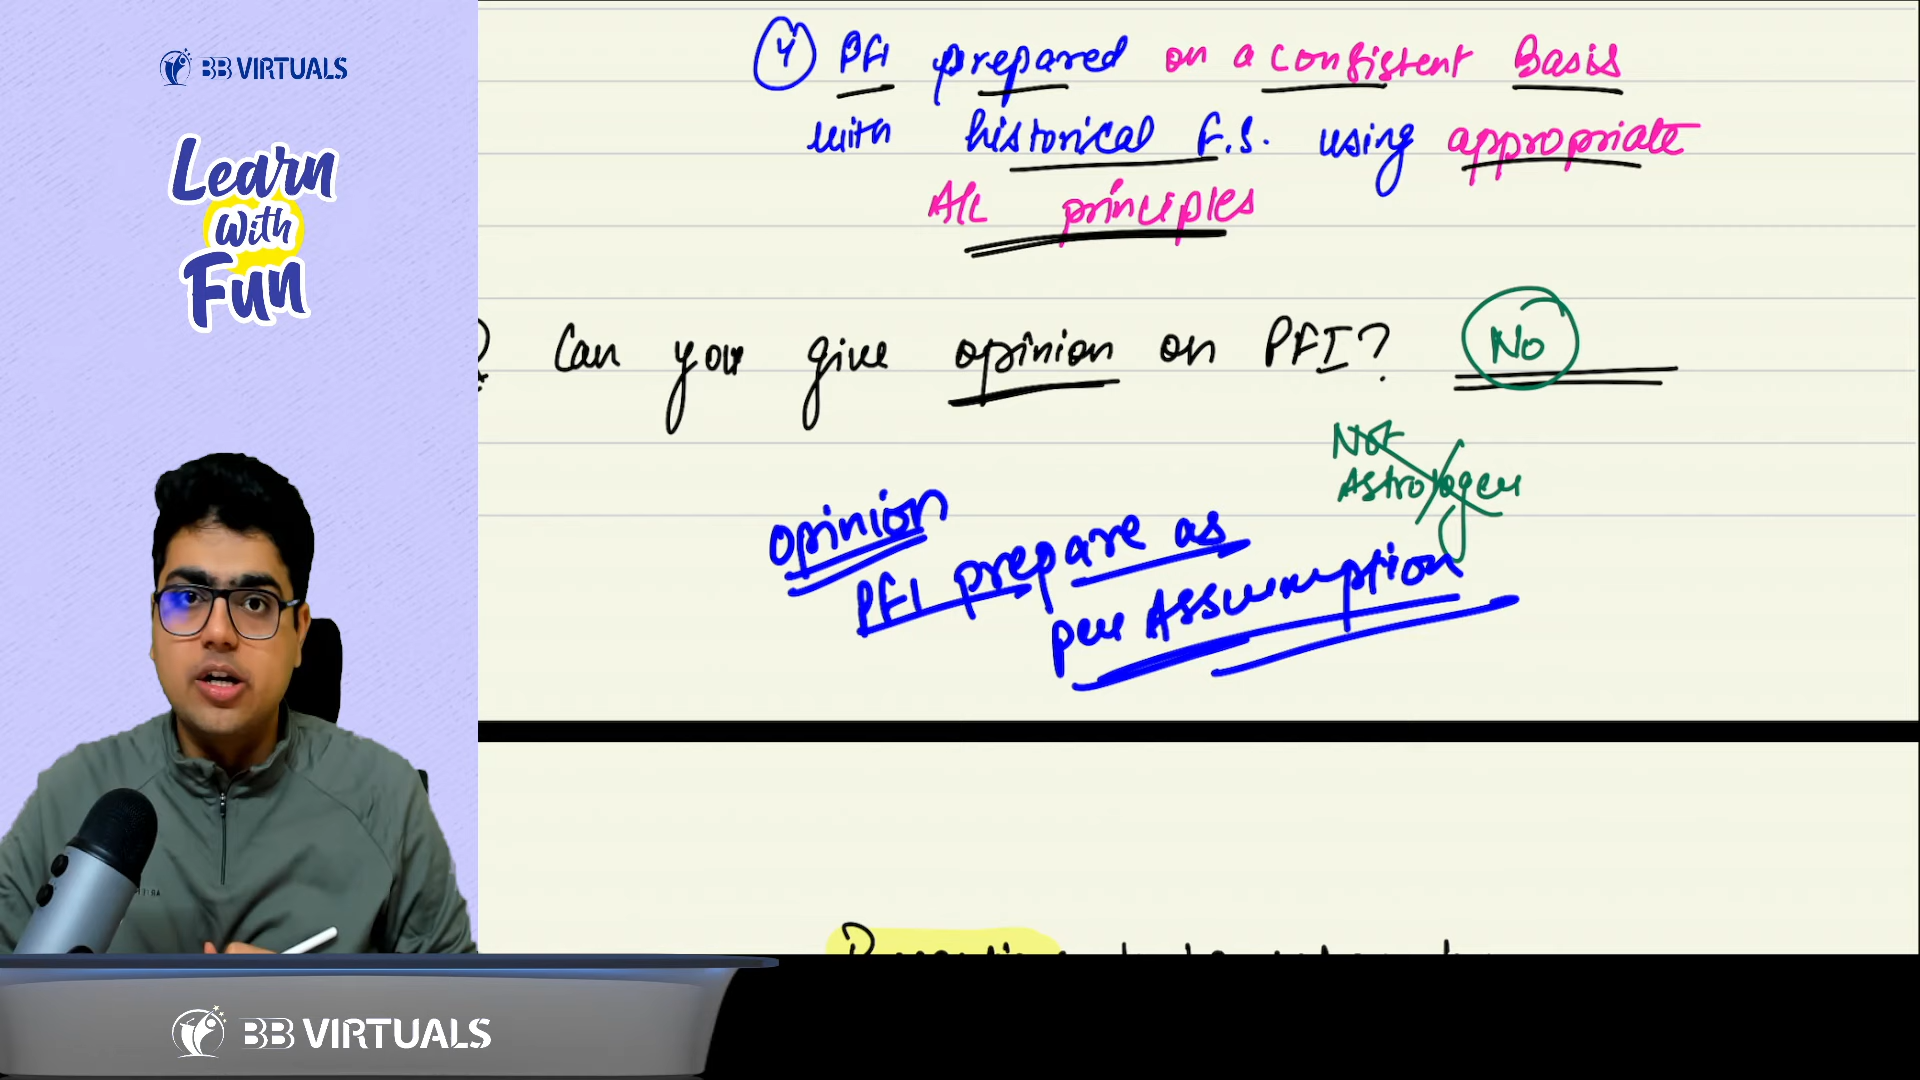 BB VIRTUALS
Learn
With
Fun
4 PFI prepared on a consistent Basis
with historical F.S. using appropriate
A/c principles
Can you give opinion on PFI? No
Not
Astrologer
opinion
PFI prepare as
per Assumption
BB VIRTUALS